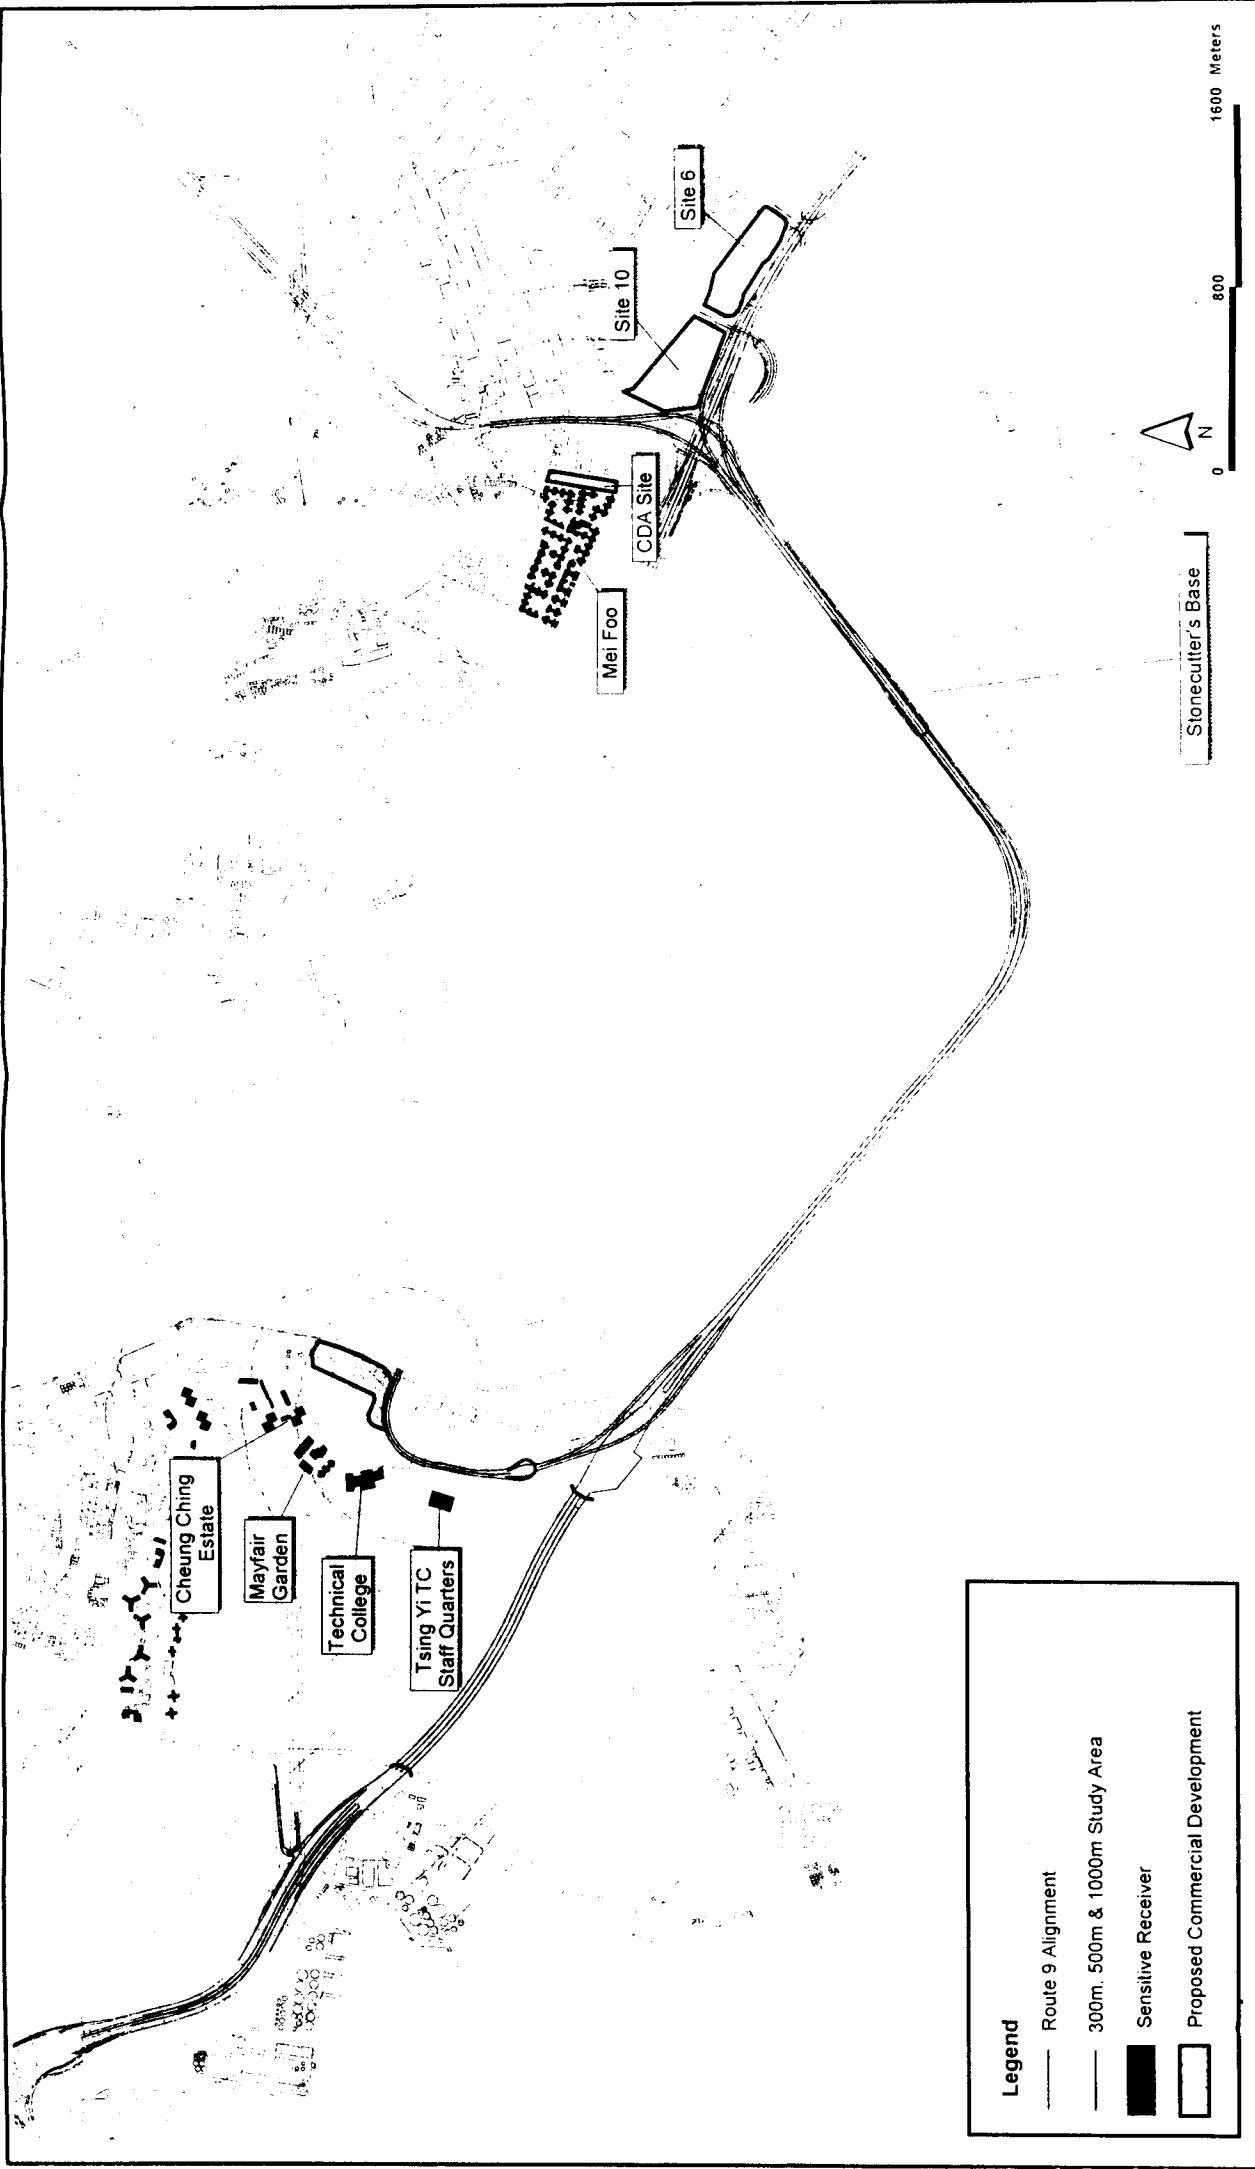 Cheung Ching
Estate
Mayfair
Garden
Technical
College
Tsing Yi TC
Staff Quarters
Mei Foo
CDA Site
Site 10
Site 6
Stonecutter's Base
N
0
800
1600 Meters
Legend
Route 9 Alignment
300m. 500m & 1000m Study Area
Sensitive Receiver
Proposed Commercial Development